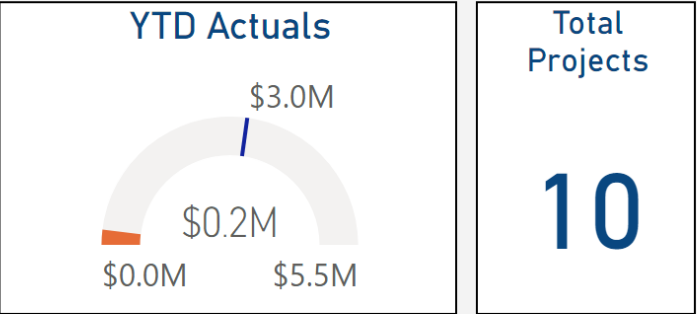 YTD Actuals
$3.0M
$0.2M
$0.0M
$5.5M
Total
Projects
10